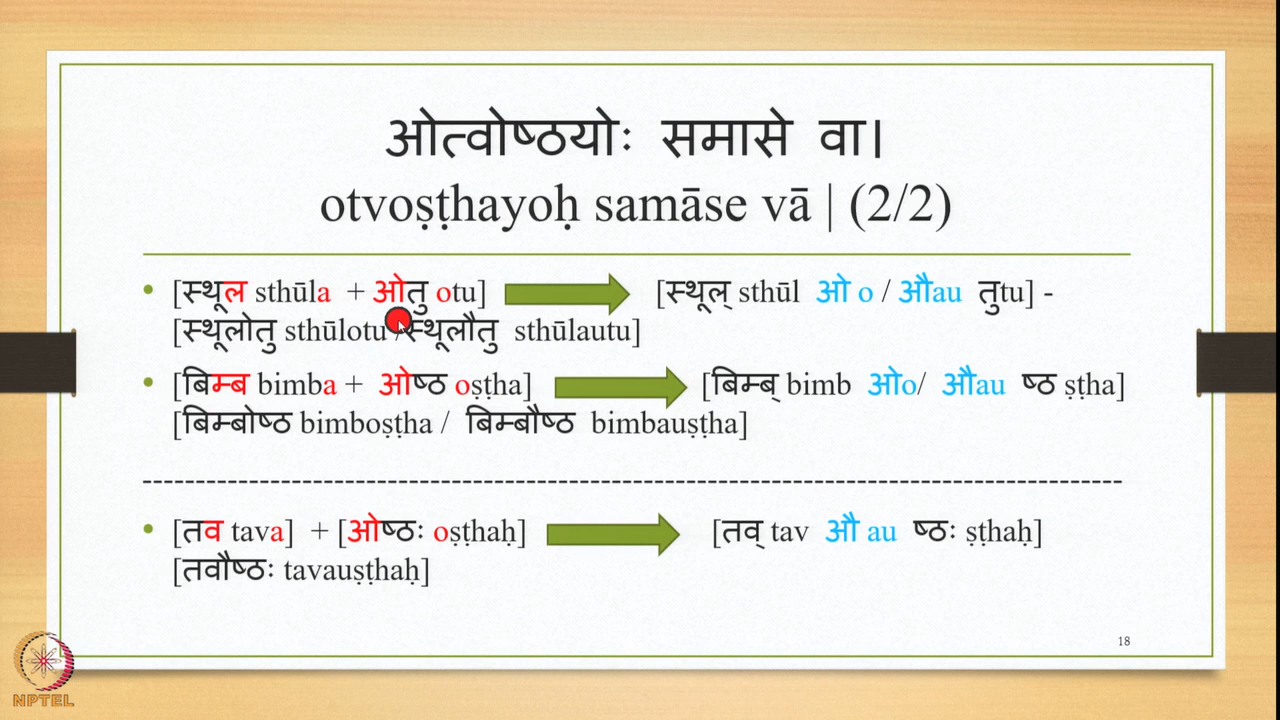 ओत्वोष्ठयोः समासे वा।
otvoṣṭhayoḥ samāse vā | (2/2)
• [स्थूल sthūla + ओतु otu] [स्थूल् sthūl ओ o / औau तुtu] -
[स्थूलोतु sthūlotu /स्थूलौतु sthūlautu]
• [बिम्ब bimba + ओष्ठ oṣṭha] [बिम्ब् bimb ओo/ औau ष्ठ ṣṭha]
[बिम्बोष्ठ bimboṣṭha / बिम्बौष्ठ bimbauṣṭha]
• [तव tava] + [ओष्ठः oṣṭhaḥ] [तव् tav औ au ष्ठः ṣṭhaḥ]
[तवौष्ठः tavauṣṭhaḥ]
18
NPTEL